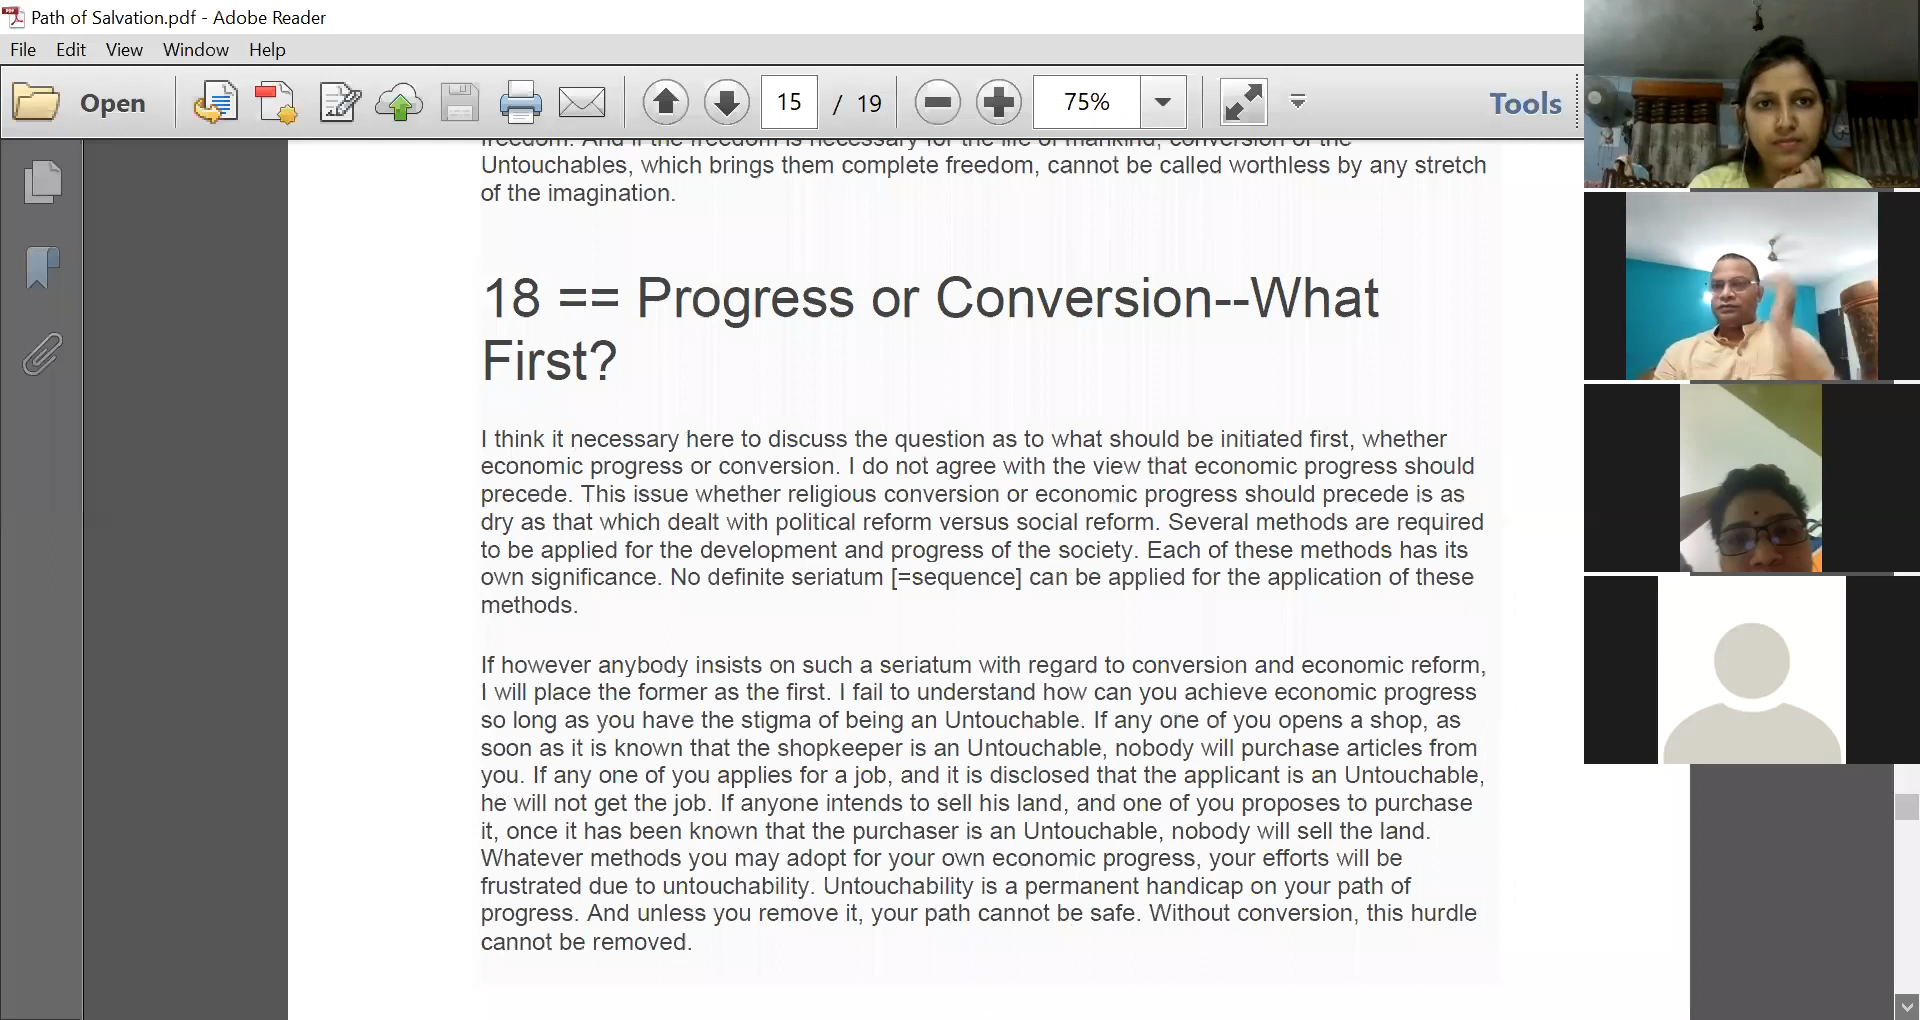 Path of Salvation.pdf - Adobe Reader
File Edit View Window Help
Open 15 / 19 75% Tools
freedom. And if the freedom is necessary for the life of mankind, conversion of the
Untouchables, which brings them complete freedom, cannot be called worthless by any stretch
of the imagination.
18 == Progress or Conversion--What
First?
I think it necessary here to discuss the question as to what should be initiated first, whether
economic progress or conversion. I do not agree with the view that economic progress should
precede. This issue whether religious conversion or economic progress should precede is as
dry as that which dealt with political reform versus social reform. Several methods are required
to be applied for the development and progress of the society. Each of these methods has its
own significance. No definite seriatum [=sequence] can be applied for the application of these
methods.
If however anybody insists on such a seriatum with regard to conversion and economic reform,
I will place the former as the first. I fail to understand how can you achieve economic progress
so long as you have the stigma of being an Untouchable. If any one of you opens a shop, as
soon as it is known that the shopkeeper is an Untouchable, nobody will purchase articles from
you. If any one of you applies for a job, and it is disclosed that the applicant is an Untouchable,
he will not get the job. If anyone intends to sell his land, and one of you proposes to purchase
it, once it has been known that the purchaser is an Untouchable, nobody will sell the land.
Whatever methods you may adopt for your own economic progress, your efforts will be
frustrated due to untouchability. Untouchability is a permanent handicap on your path of
progress. And unless you remove it, your path cannot be safe. Without conversion, this hurdle
cannot be removed.